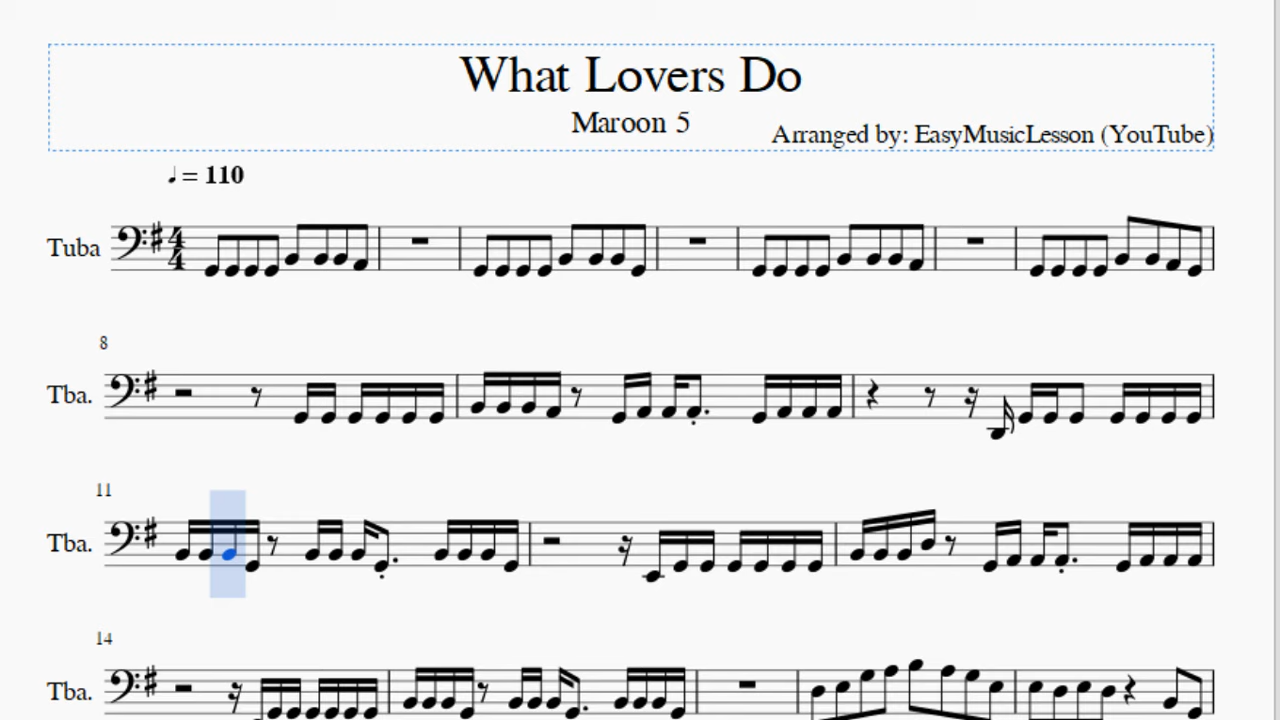 What Lovers Do
Maroon 5
Arranged by: EasyMusicLesson (YouTube)
♩ = 110
Tuba
8
Tba.
11
Tba.
14
Tba.